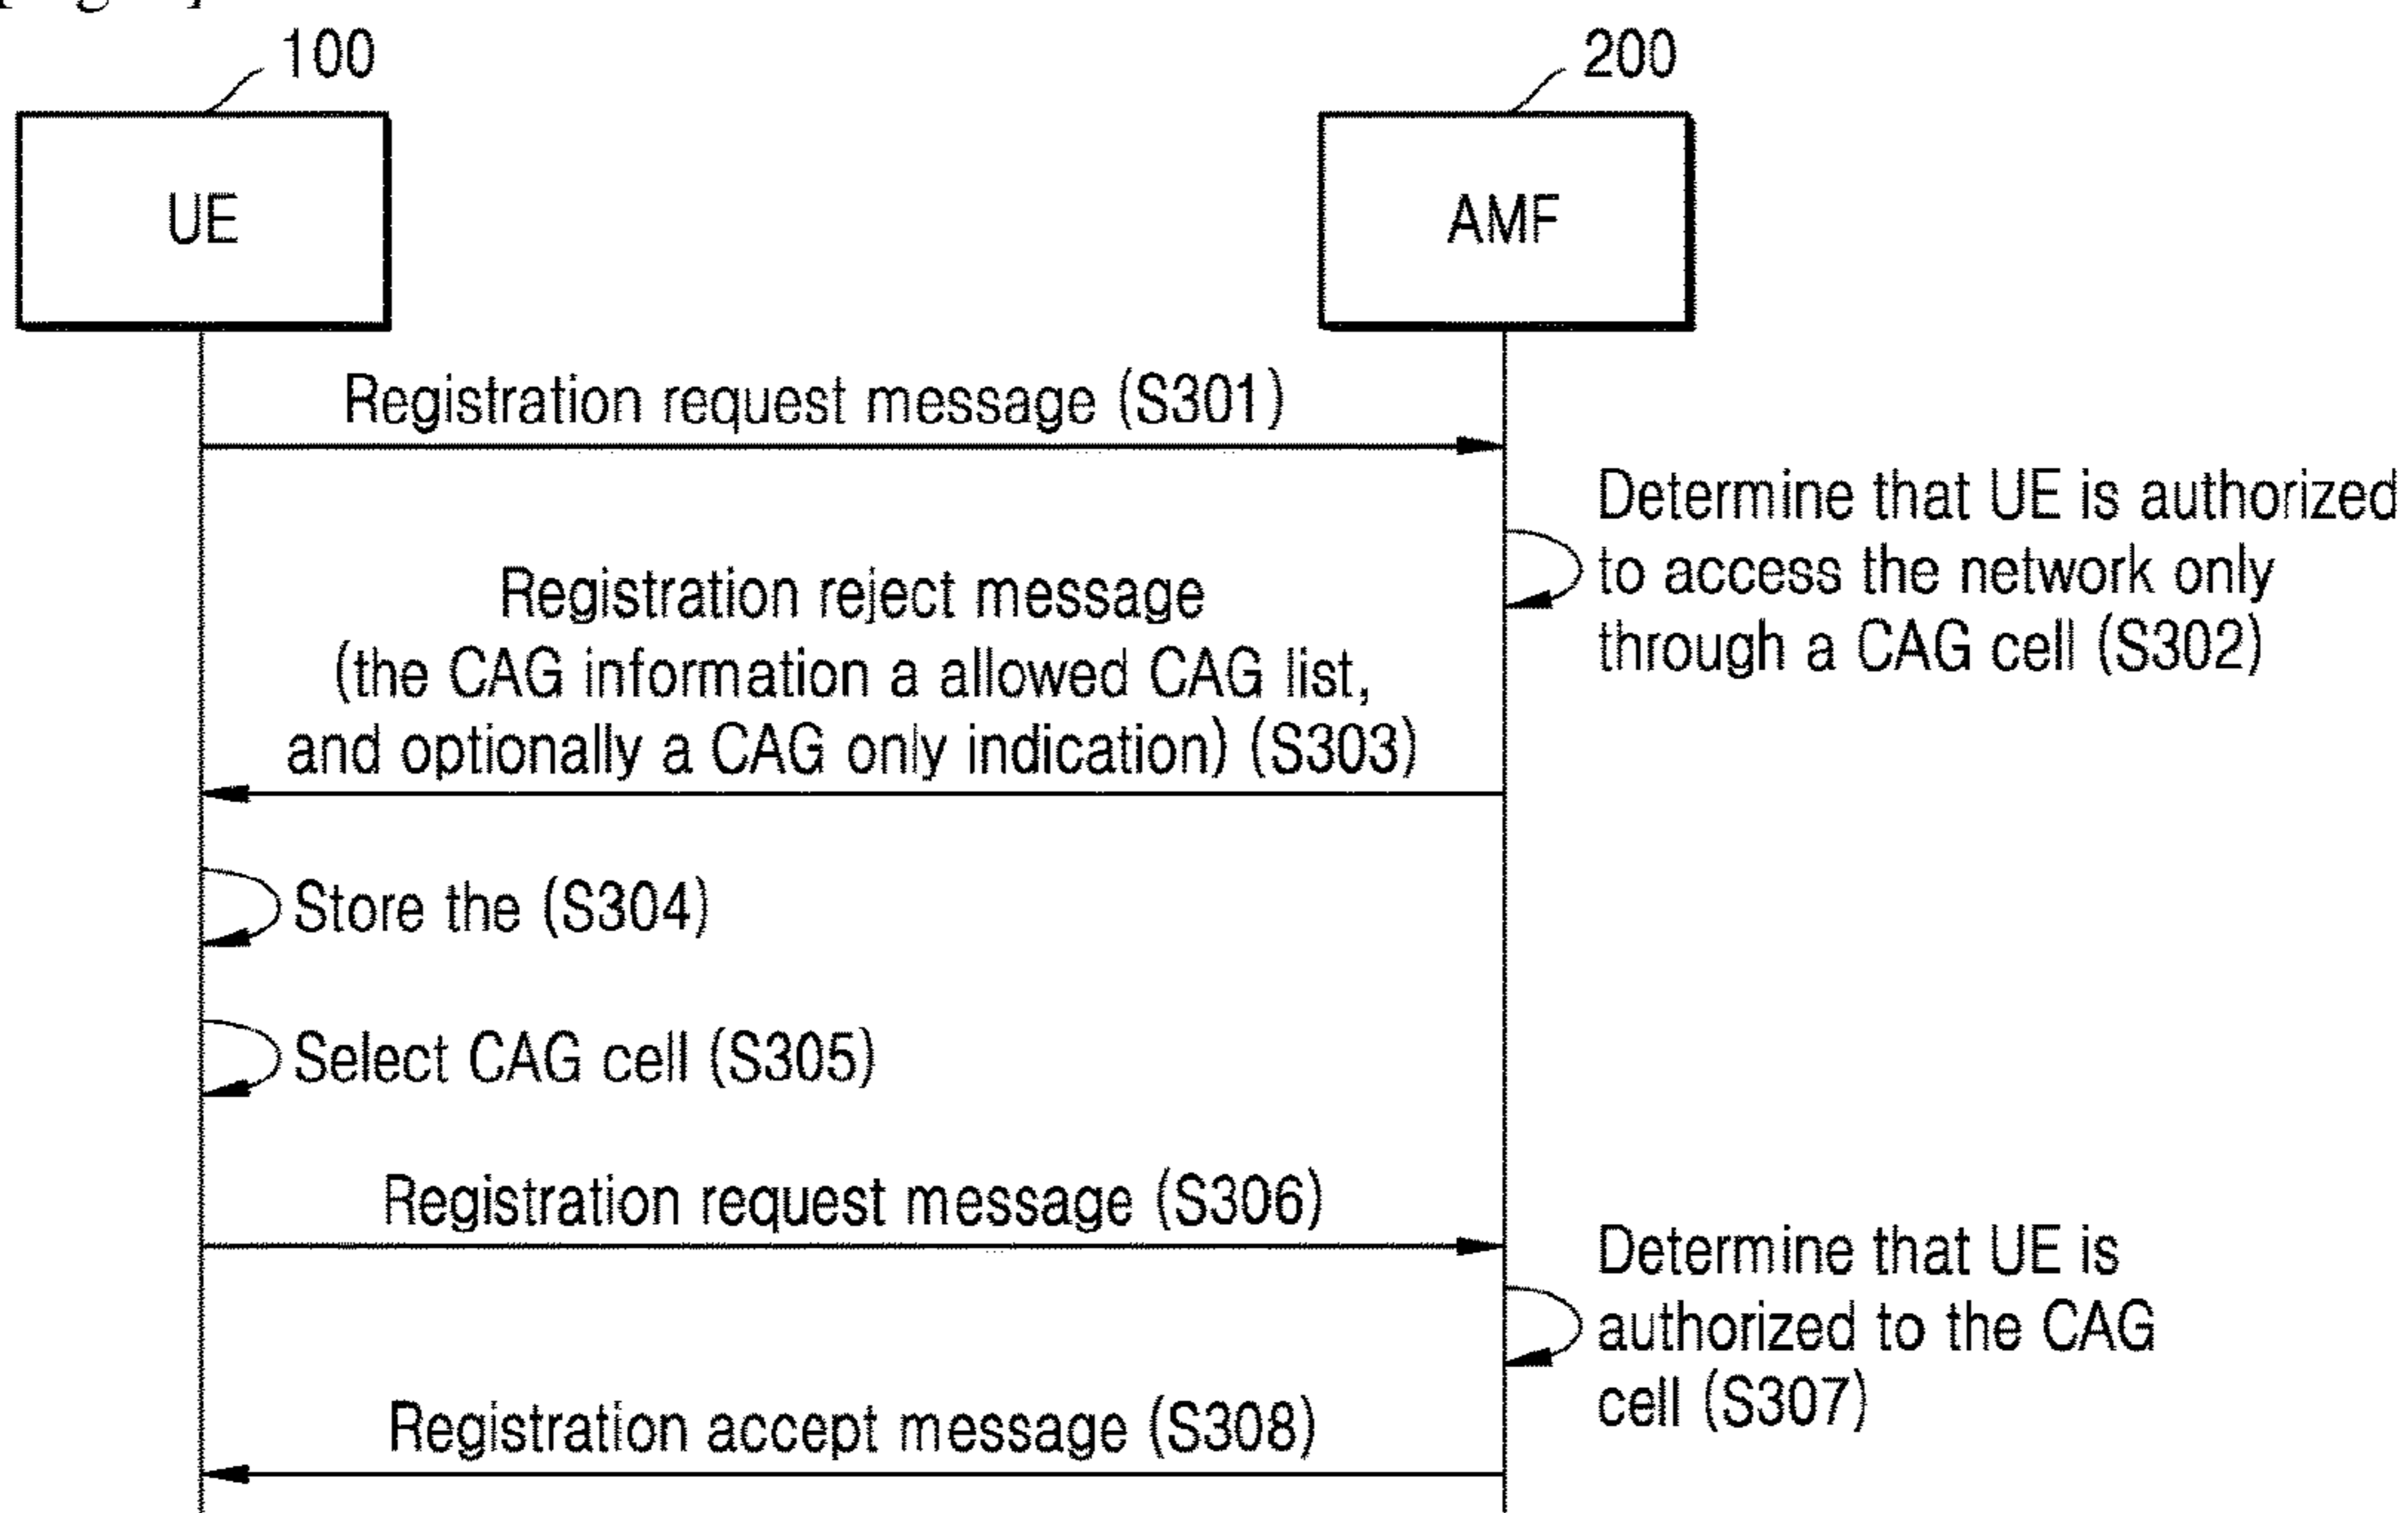 100
200
UE
AMF
Registration request message (S301)
Determine that UE is authorized
to access the network only
through a CAG cell (S302)
Registration reject message
(the CAG information a allowed CAG list,
and optionally a CAG only indication) (S303)
Store the (S304)
Select CAG cell (S305)
Registration request message (S306)
Determine that UE is
authorized to the CAG
cell (S307)
Registration accept message (S308)